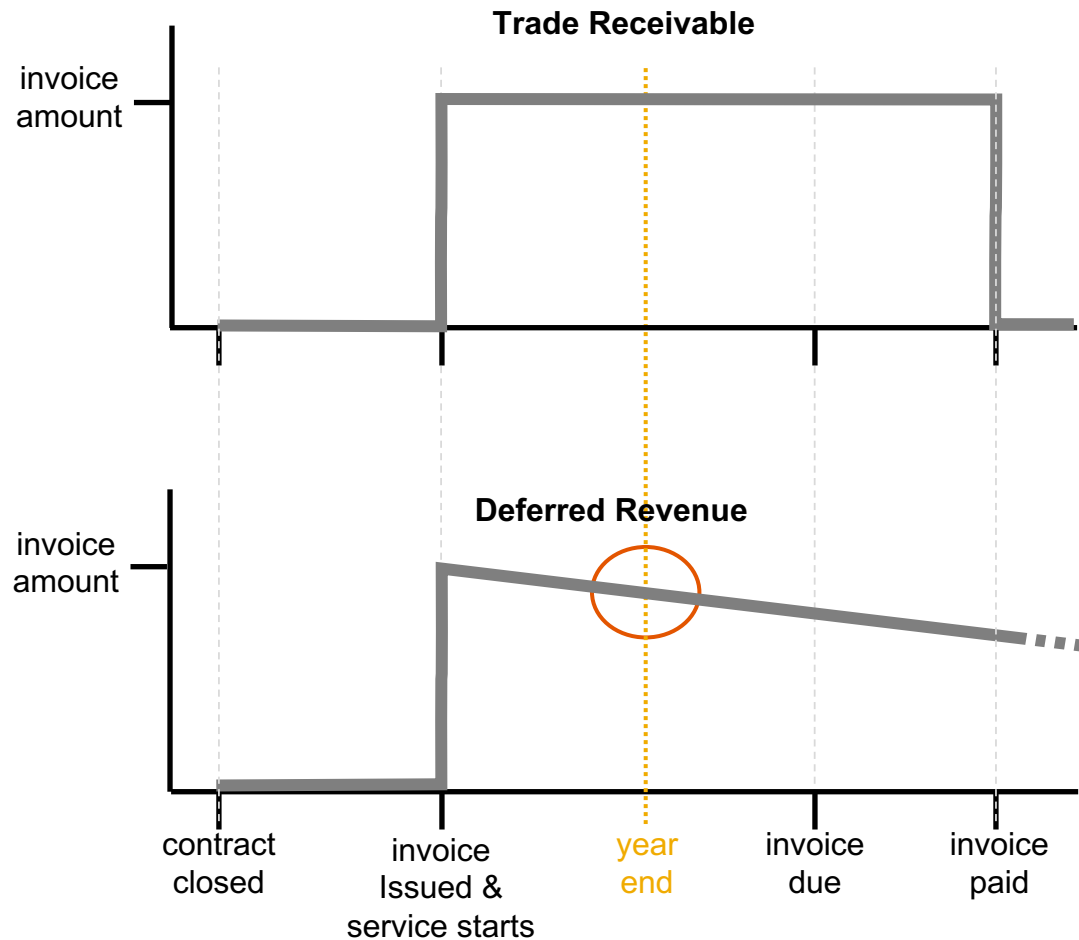 Trade Receivable
invoice
amount
Deferred Revenue
invoice
amount
contract
closed
invoice
Issued &
service starts
year
end
invoice
due
invoice
paid